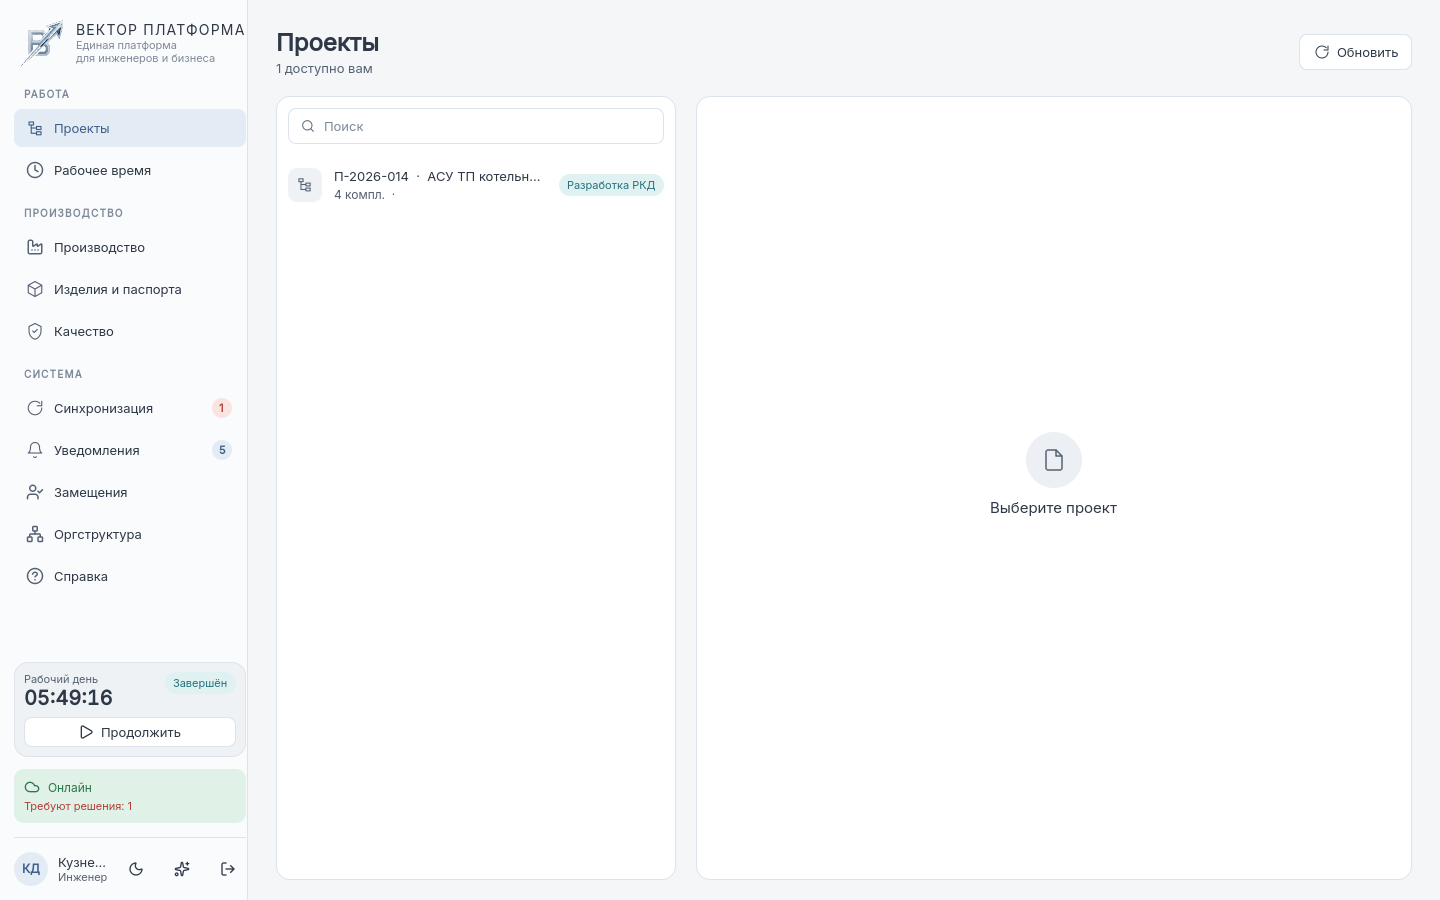 ВЕКТОР ПЛАТФОРМА
Единая платформа
для инженеров и бизнеса
РАБОТА
Проекты
Рабочее время
ПРОИЗВОДСТВО
Производство
Изделия и паспорта
Качество
СИСТЕМА
Синхронизация 1
Уведомления 5
Замещения
Оргструктура
Справка
Рабочий день
Завершён
05:49:16
Продолжить
Онлайн
Требуют решения: 1
КД
Кузне...
Инженер
Проекты
1 доступно вам
Обновить
Поиск
П-2026-014 · АСУ ТП котельн...
4 компл. ·
Разработка РКД
Выберите проект